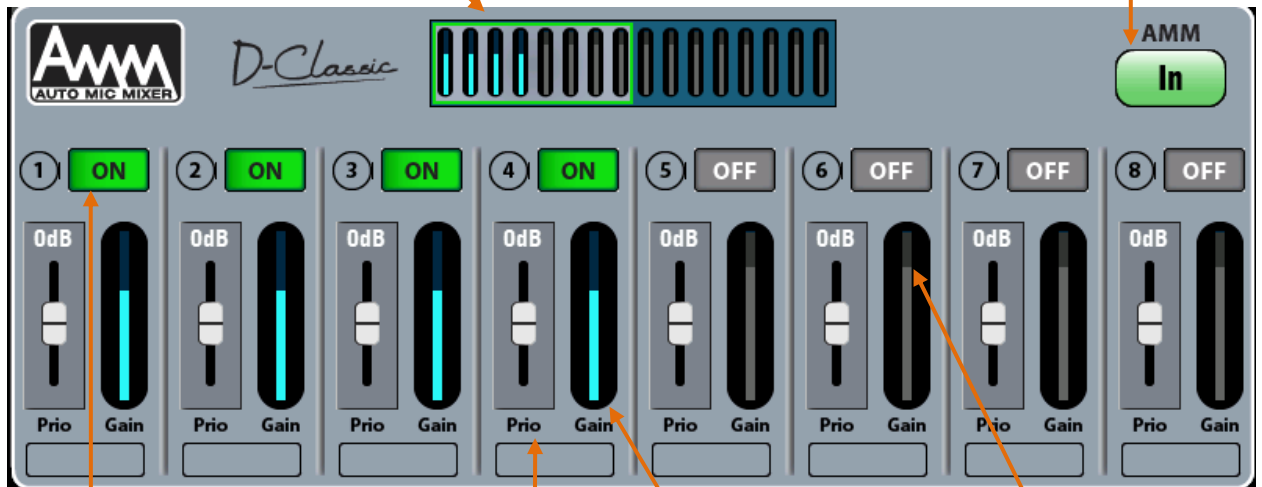 AMM
AUTO MIC MIXER
D-Classic
AMM
In
1 ON 2 ON 3 ON 4 ON 5 OFF 6 OFF 7 OFF 8 OFF
0dB 0dB 0dB 0dB 0dB 0dB 0dB 0dB
Prio Gain Prio Gain Prio Gain Prio Gain Prio Gain Prio Gain Prio Gain Prio Gain